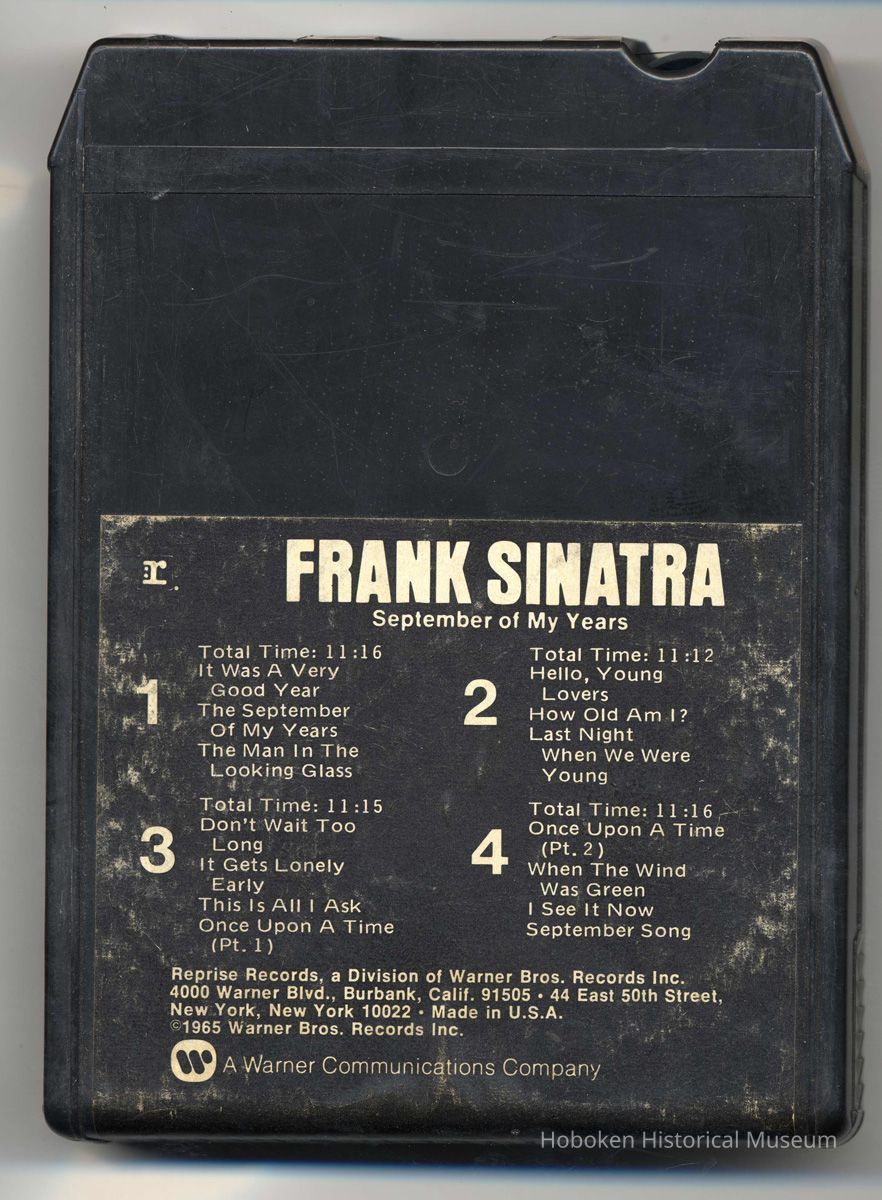 r
FRANK SINATRA
September of My Years
1
Total Time: 11:16
It Was A Very
Good Year
The September
Of My Years
The Man In The
Looking Glass
2
Total Time: 11:12
Hello, Young
Lovers
How Old Am I?
Last Night
When We Were
Young
3
Total Time: 11:15
Don't Wait Too
Long
It Gets Lonely
Early
This Is All I Ask
Once Upon A Time
(Pt. 1)
4
Total Time: 11:16
Once Upon A Time
(Pt. 2)
When The Wind
Was Green
I See It Now
September Song
Reprise Records, a Division of Warner Bros. Records Inc.
4000 Warner Blvd., Burbank, Calif. 91505 • 44 East 50th Street,
New York, New York 10022 • Made in U.S.A.
©1965 Warner Bros. Records Inc.
A Warner Communications Company
Hoboken Historical Museum